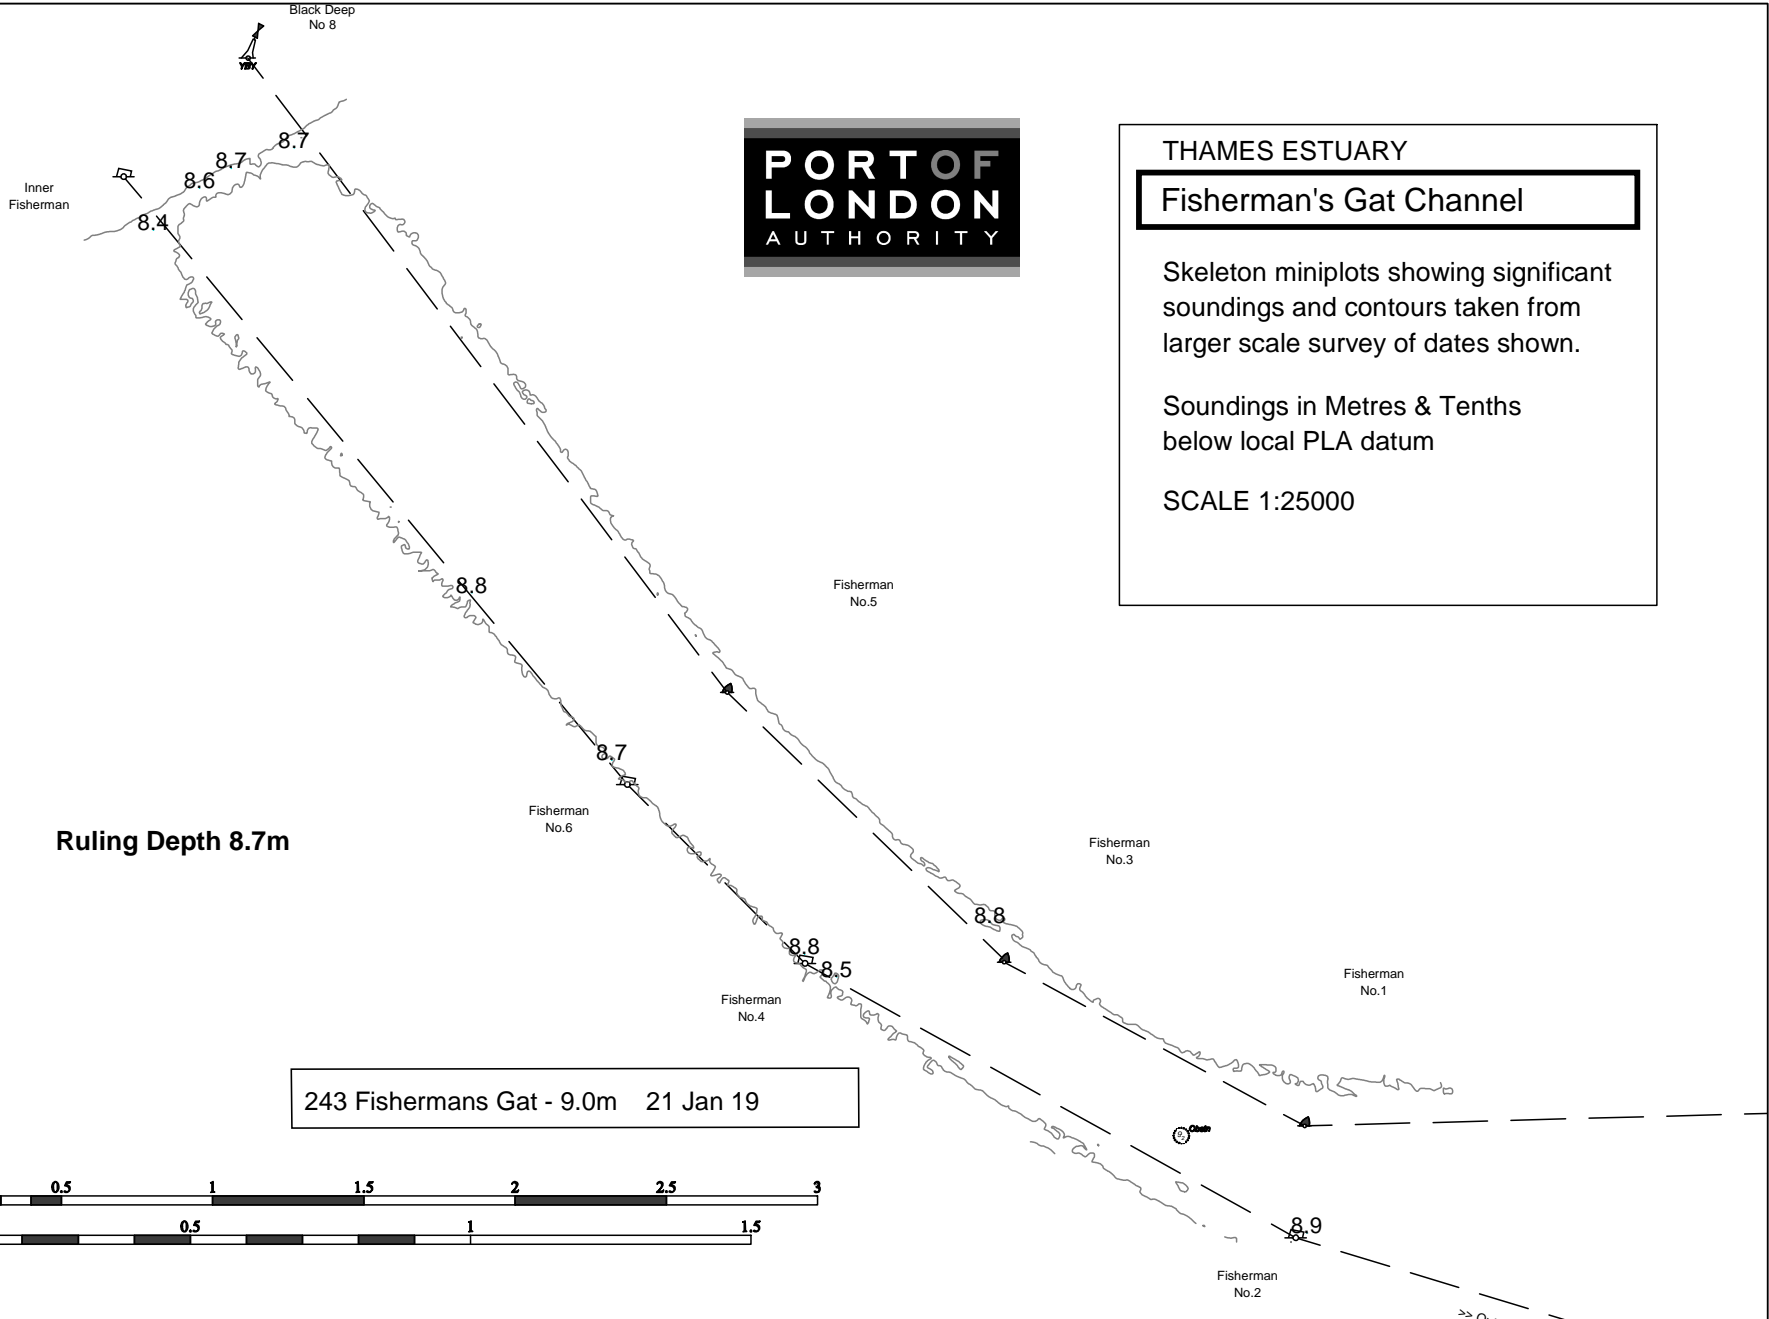 Black Deep
No 8
YBY
8.7
8.7
8.6
8.4
Inner
Fisherman
PORT OF
LONDON
AUTHORITY
THAMES ESTUARY
Fisherman's Gat Channel
Skeleton miniplots showing significant
soundings and contours taken from
larger scale survey of dates shown.
Soundings in Metres & Tenths
below local PLA datum
SCALE 1:25000
8.8
Fisherman
No.5
8.7
Fisherman
No.6
Ruling Depth 8.7m
Fisherman
No.3
8.8
8.8
8.5
Fisherman
No.4
Fisherman
No.1
243 Fishermans Gat - 9.0m 21 Jan 19
Obstn
0.5 1 1.5 2 2.5 3
0.5 1 1.5
8.9
Fisherman
No.2